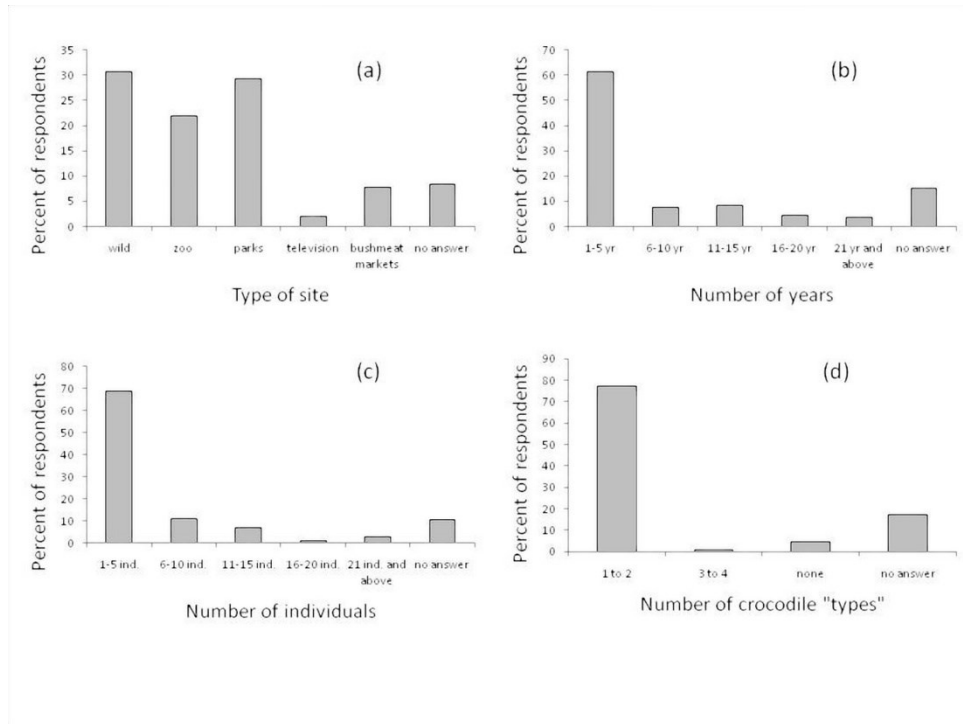 (a)
Percent of respondents
35
30
25
20
15
10
5
0
wild zoo parks television bushmeat markets no answer
Type of site
(b)
Percent of respondents
70
60
50
40
30
20
10
0
1-5 yr 6-10 yr 11-15 yr 16-20 yr 21 yr and above no answer
Number of years
(c)
Percent of respondents
80
70
60
50
40
30
20
10
0
1-5 ind. 6-10 ind. 11-15 ind. 16-20 ind. 21 ind. and above no answer
Number of individuals
(d)
Percent of respondents
90
80
70
60
50
40
30
20
10
0
1 to 2 3 to 4 none no answer
Number of crocodile "types"